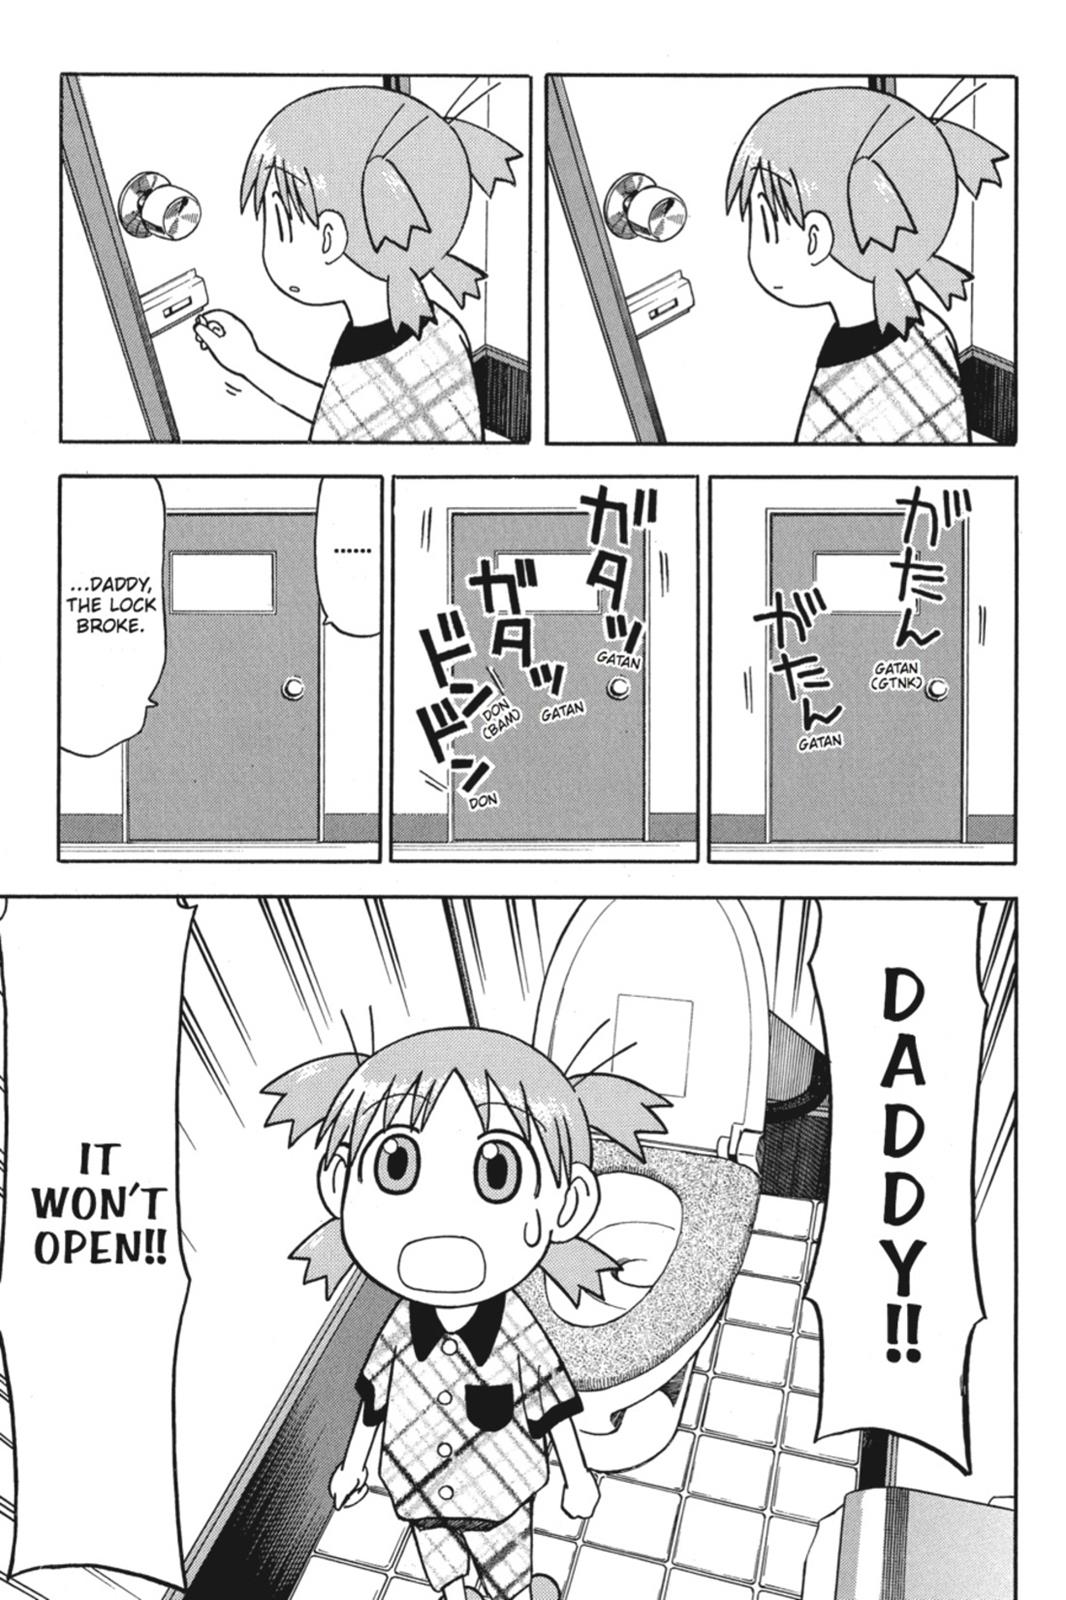 がたん
GATAN
(GTNK)
がたん
GATAN
ガタッ
GATAN
ガタッ
GATAN
ドン
DON
(BAM)
ドン
DON
......
...DADDY,
THE LOCK
BROKE.
DADDY!!
IT
WON'T
OPEN!!